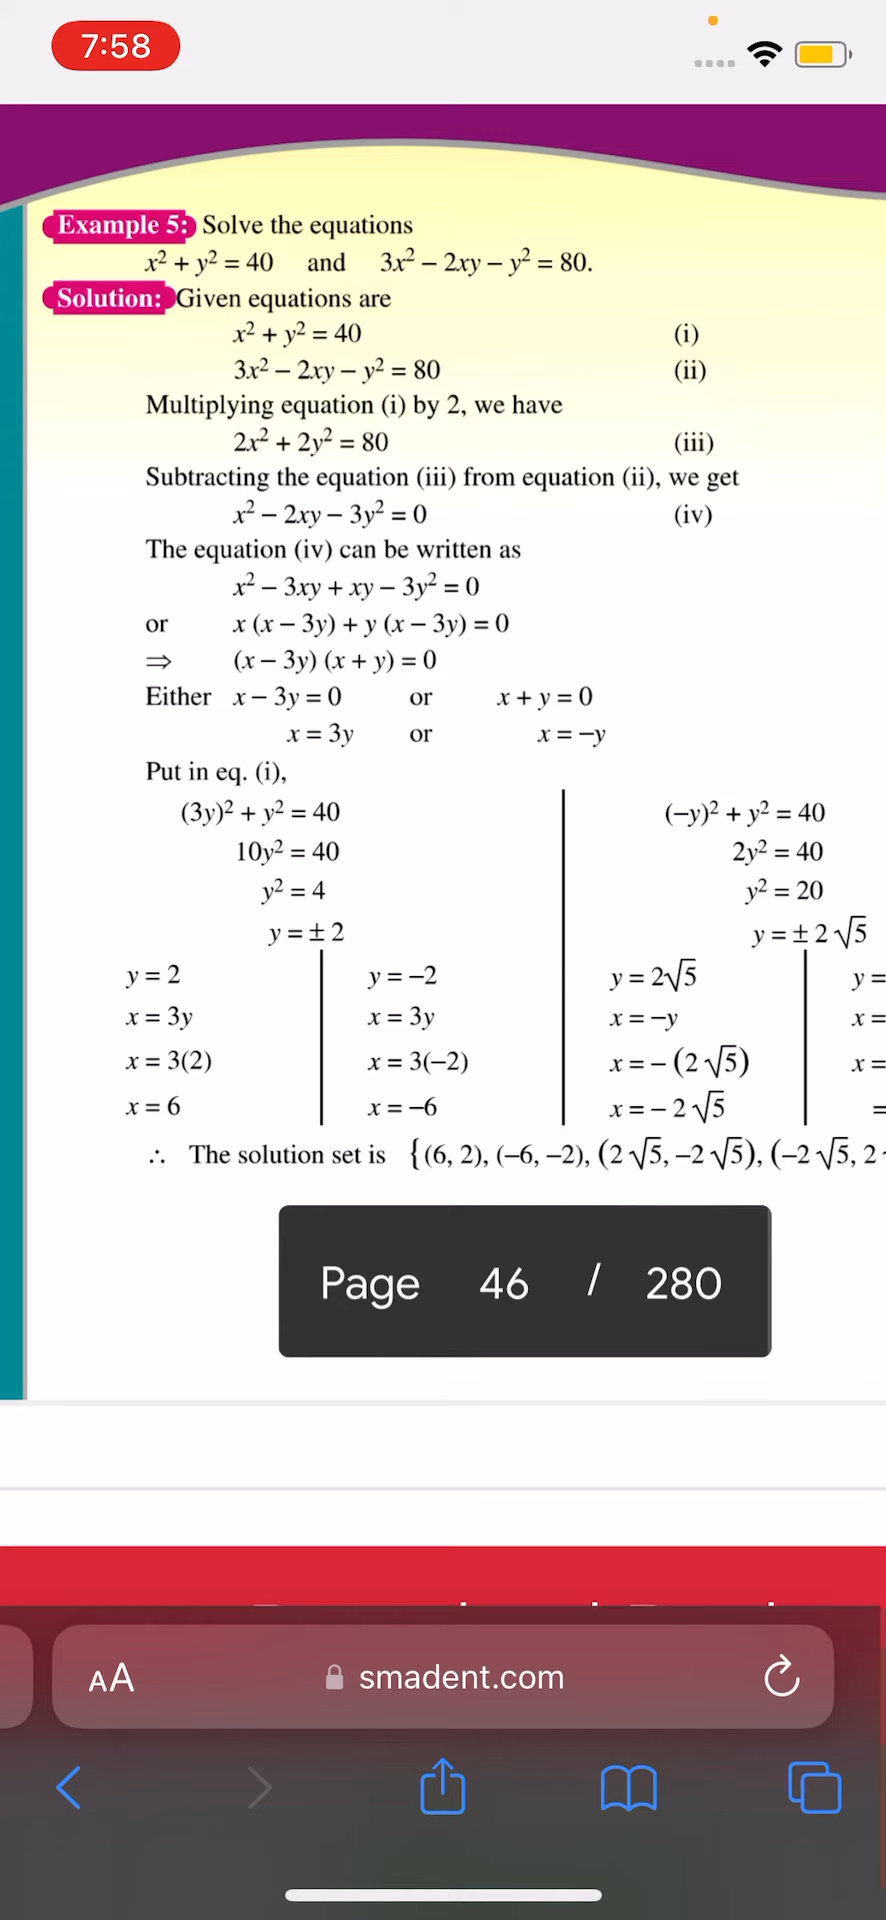 7:58
Example 5: Solve the equations
x² + y² = 40 and 3x² – 2xy – y² = 80.
Solution: Given equations are
x² + y² = 40 (i)
3x² – 2xy – y² = 80 (ii)
Multiplying equation (i) by 2, we have
2x² + 2y² = 80 (iii)
Subtracting the equation (iii) from equation (ii), we get
x² – 2xy – 3y² = 0 (iv)
The equation (iv) can be written as
x² – 3xy + xy – 3y² = 0
or x (x – 3y) + y (x – 3y) = 0
⇒ (x – 3y) (x + y) = 0
Either x – 3y = 0 or x + y = 0
x = 3y or x = –y
Put in eq. (i),
(3y)² + y² = 40 (–y)² + y² = 40
10y² = 40 2y² = 40
y² = 4 y² = 20
y = ± 2 y = ± 2√5
y = 2 y = –2 y = 2√5 y =
x = 3y x = 3y x = –y x =
x = 3(2) x = 3(–2) x = – (2√5) x =
x = 6 x = –6 x = – 2√5 =
∴ The solution set is {(6, 2), (–6, –2), (2√5, –2√5), (–2√5, 2
Page 46 / 280
AA smadent.com